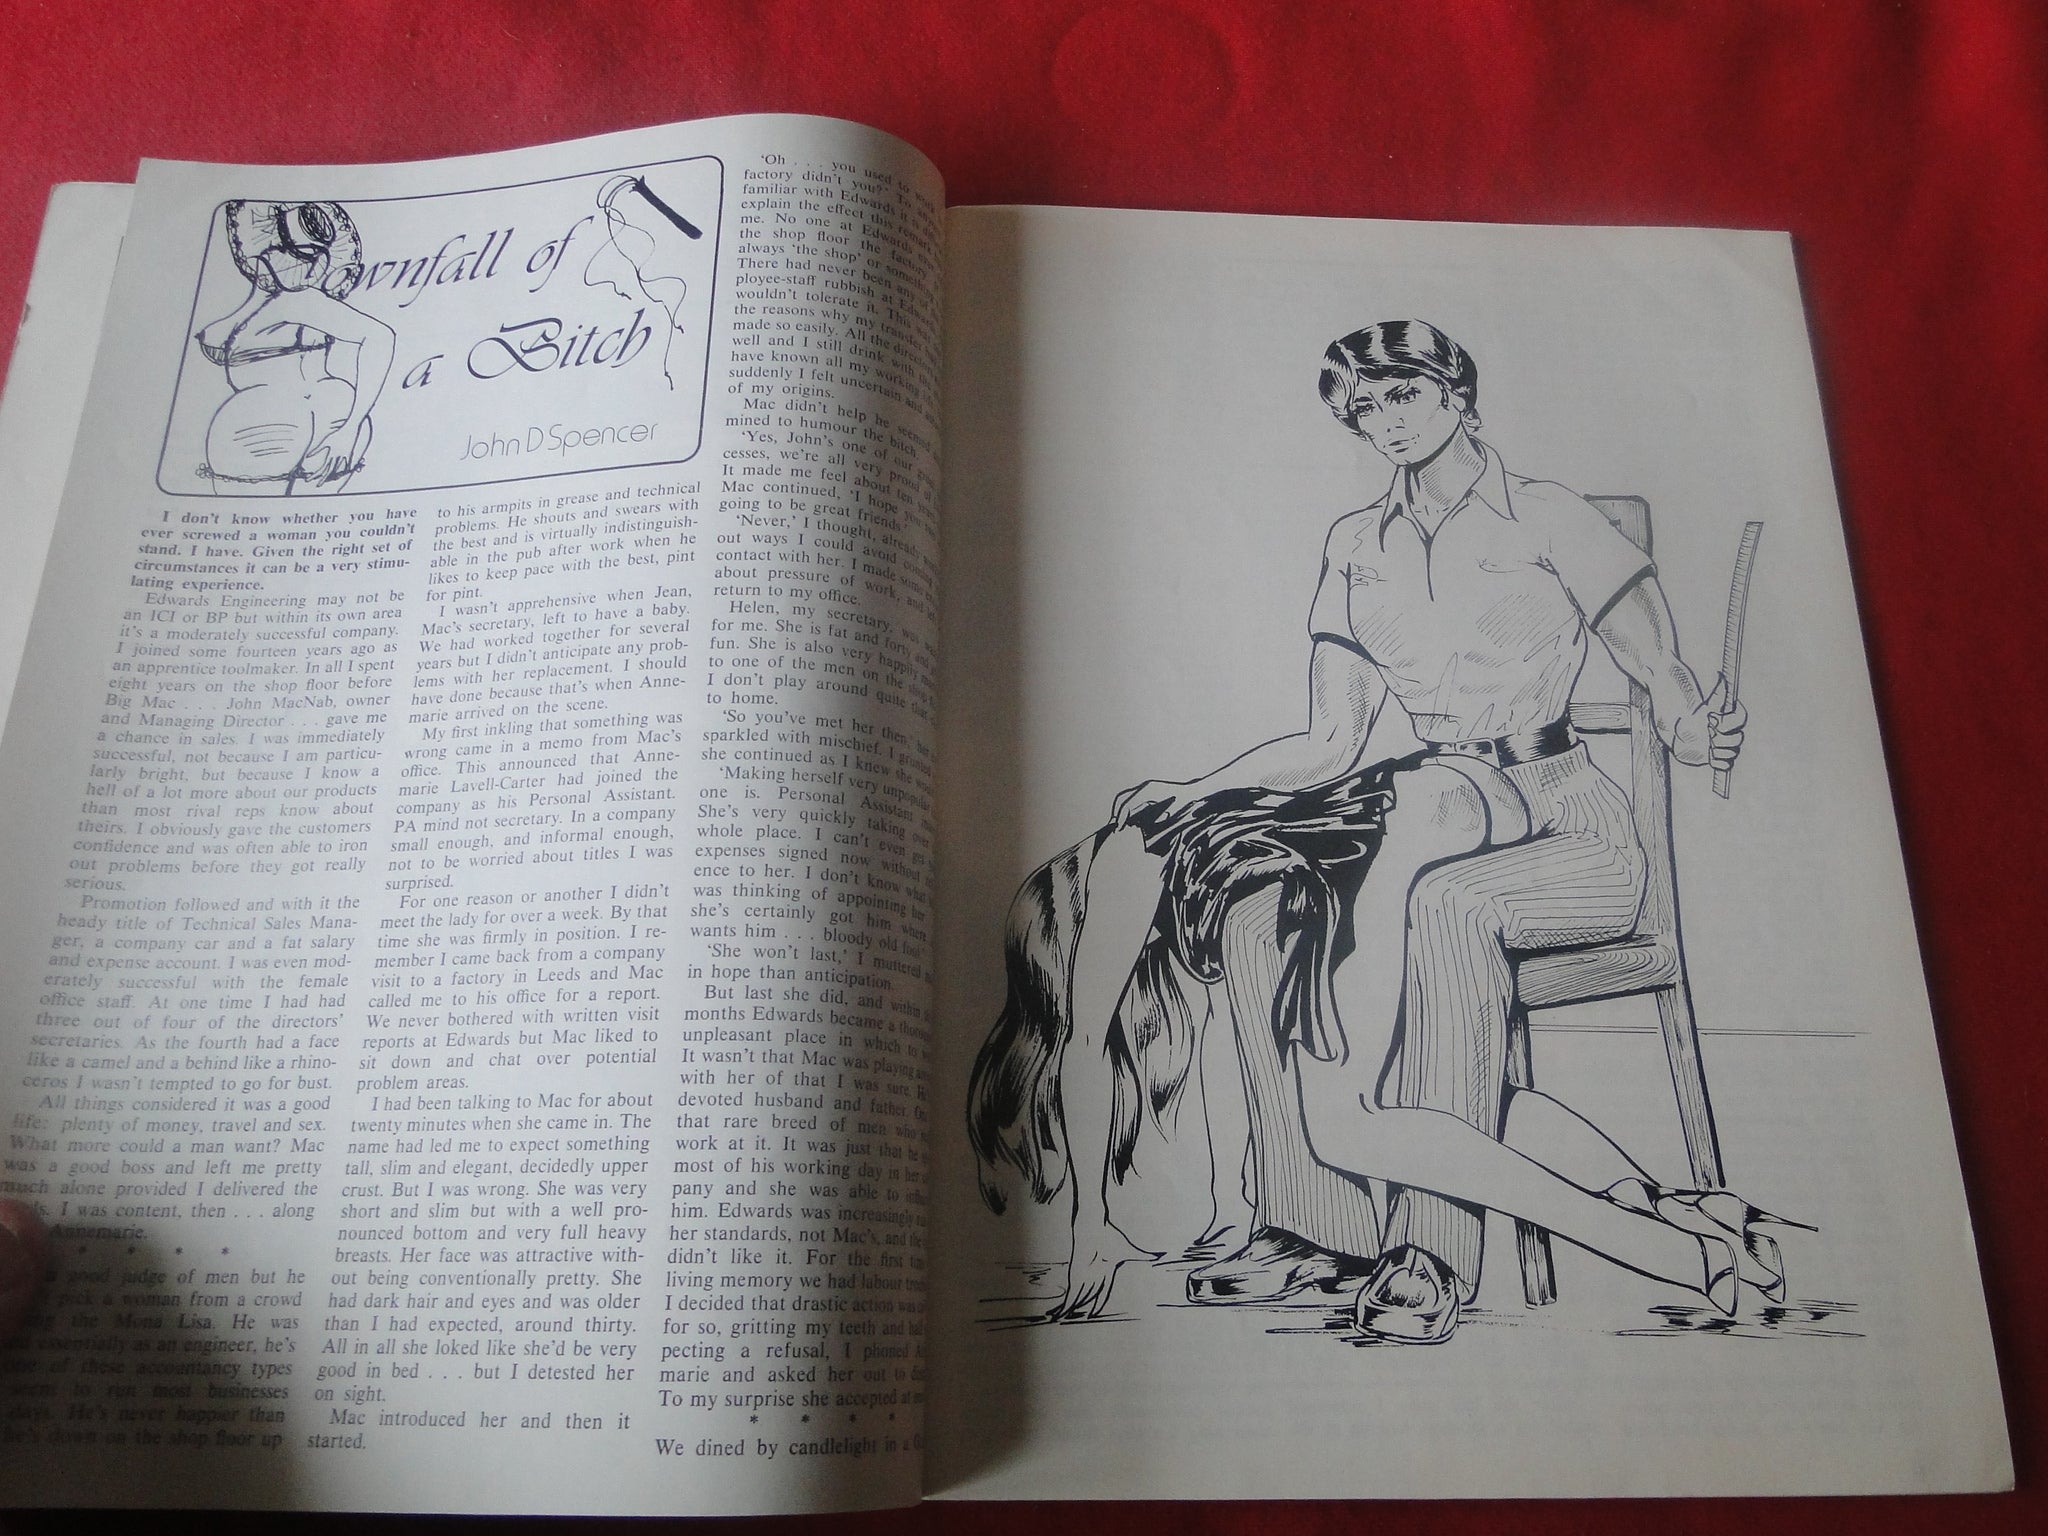 Downfall of
a Bitch
John D Spencer
I don't know whether you have
ever screwed a woman you couldn't
stand. I have. Given the right set of
circumstances it can be a very stimu-
lating experience.
Edwards Engineering may not be
an ICI or BP but within its own area
it's a moderately successful company.
I joined some fourteen years ago as
an apprentice toolmaker. In all I spent
eight years on the shop floor before
Big Mac . . . John MacNab, owner
and Managing Director . . . gave me
a chance in sales. I was immediately
successful, not because I am particu-
larly bright, but because I know a
hell of a lot more about our products
than most rival reps know about
theirs. I obviously gave the customers
confidence and was often able to iron
out problems before they got really
serious.
Promotion followed and with it the
heady title of Technical Sales Mana-
ger, a company car and a fat salary
and expense account. I was even mod-
erately successful with the female
office staff. At one time I had had
three out of four of the directors'
secretaries. As the fourth had a face
like a camel and a behind like a rhino-
ceros I wasn't tempted to go for bust.
All things considered it was a good
life: plenty of money, travel and sex.
What more could a man want? Mac
was a good boss and left me pretty
much alone provided I delivered the
I was content, then . . . along
Annemarie.
* * * *
good judge of men but he
pick a woman from a crowd
the Mona Lisa. He was
essentially as an engineer, he's
of these accountancy types
seem to run most businesses
days. He's never happier than
he's down on the shop floor up
to his armpits in grease and technical
problems. He shouts and swears with
the best and is virtually indistinguish-
able in the pub after work when he
likes to keep pace with the best, pint
for pint.
I wasn't apprehensive when Jean,
Mac's secretary, left to have a baby.
We had worked together for several
years but I didn't anticipate any prob-
lems with her replacement. I should
have done because that's when Anne-
marie arrived on the scene.
My first inkling that something was
wrong came in a memo from Mac's
office. This announced that Anne-
marie Lavell-Carter had joined the
company as his Personal Assistant.
PA mind not secretary. In a company
small enough, and informal enough,
not to be worried about titles I was
surprised.
For one reason or another I didn't
meet the lady for over a week. By that
time she was firmly in position. I re-
member I came back from a company
visit to a factory in Leeds and Mac
called me to his office for a report.
We never bothered with written visit
reports at Edwards but Mac liked to
sit down and chat over potential
problem areas.
I had been talking to Mac for about
twenty minutes when she came in. The
name had led me to expect something
tall, slim and elegant, decidedly upper
crust. But I was wrong. She was very
short and slim but with a well pro-
nounced bottom and very full heavy
breasts. Her face was attractive with-
out being conventionally pretty. She
had dark hair and eyes and was older
than I had expected, around thirty.
All in all she loked like she'd be very
good in bed . . . but I detested her
on sight.
Mac introduced her and then it
started.
'Oh . . . you used to
factory didn't you?' To
familiar with Edwards it is
explain the effect this remark
me. No one at Edwards
the shop floor the factory
always 'the shop' or something
There had never been any
ployee-staff rubbish at Edwards
wouldn't tolerate it. This was
the reasons why my transfer
made so easily. All the directors
well and I still drink with the
have known all my working
suddenly I felt uncertain and
of my origins.
Mac didn't help he seemed
mined to humour the bitch.
'Yes, John's one of our
cesses, we're all very proud of
It made me feel about ten years
Mac continued, 'I hope you
going to be great friends.'
'Never,' I thought, already
out ways I could avoid coming
contact with her. I made some
about pressure of work, and
return to my office.
Helen, my secretary, was
for me. She is fat and forty and
fun. She is also very happily
to one of the men on the shop
I don't play around quite that
to home.
'So you've met her then,' her
sparkled with mischief. I grunted
she continued as I knew she would
'Making herself very unpopular
one is. Personal Assistant
She's very quickly taking over
whole place. I can't even get
expenses signed now without
ence to her. I don't know what
was thinking of appointing her
she's certainly got him where
wants him . . . bloody old fool.'
'She won't last,' I muttered
in hope than anticipation.
But last she did, and within
months Edwards became a
unpleasant place in which to
It wasn't that Mac was playing
with her of that I was sure. He
devoted husband and father.
that rare breed of men who
work at it. It was just that he
most of his working day in
pany and she was able to
him. Edwards was increasingly
her standards, not Mac's, and the
didn't like it. For the first time
living memory we had labour
I decided that drastic action was
for so, gritting my teeth and
pecting a refusal, I phoned
marie and asked her out to
To my surprise she accepted at
* * * *
We dined by candlelight in a